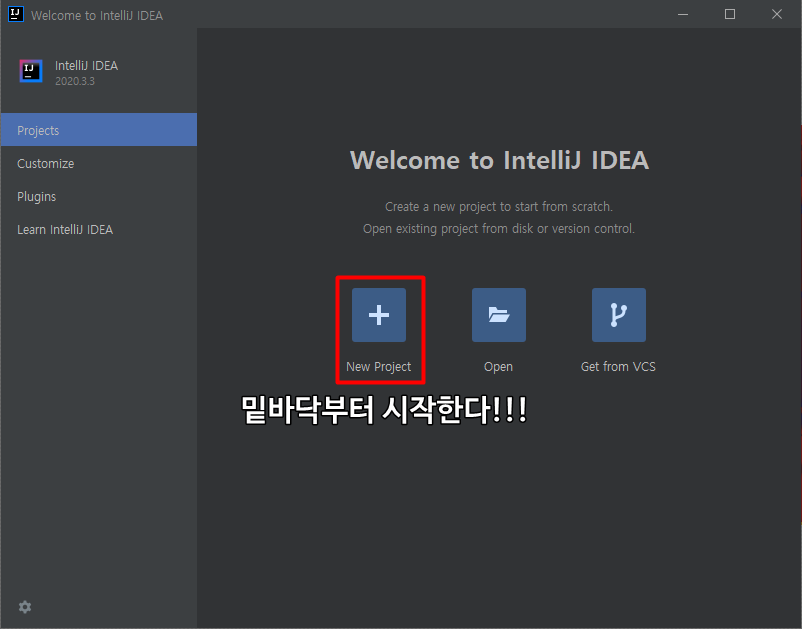 Welcome to IntelliJ IDEA
IntelliJ IDEA
2020.3.3
Projects
Customize
Plugins
Learn IntelliJ IDEA
Welcome to IntelliJ IDEA
Create a new project to start from scratch.
Open existing project from disk or version control.
New Project
Open
Get from VCS
밑바닥부터 시작한다!!!